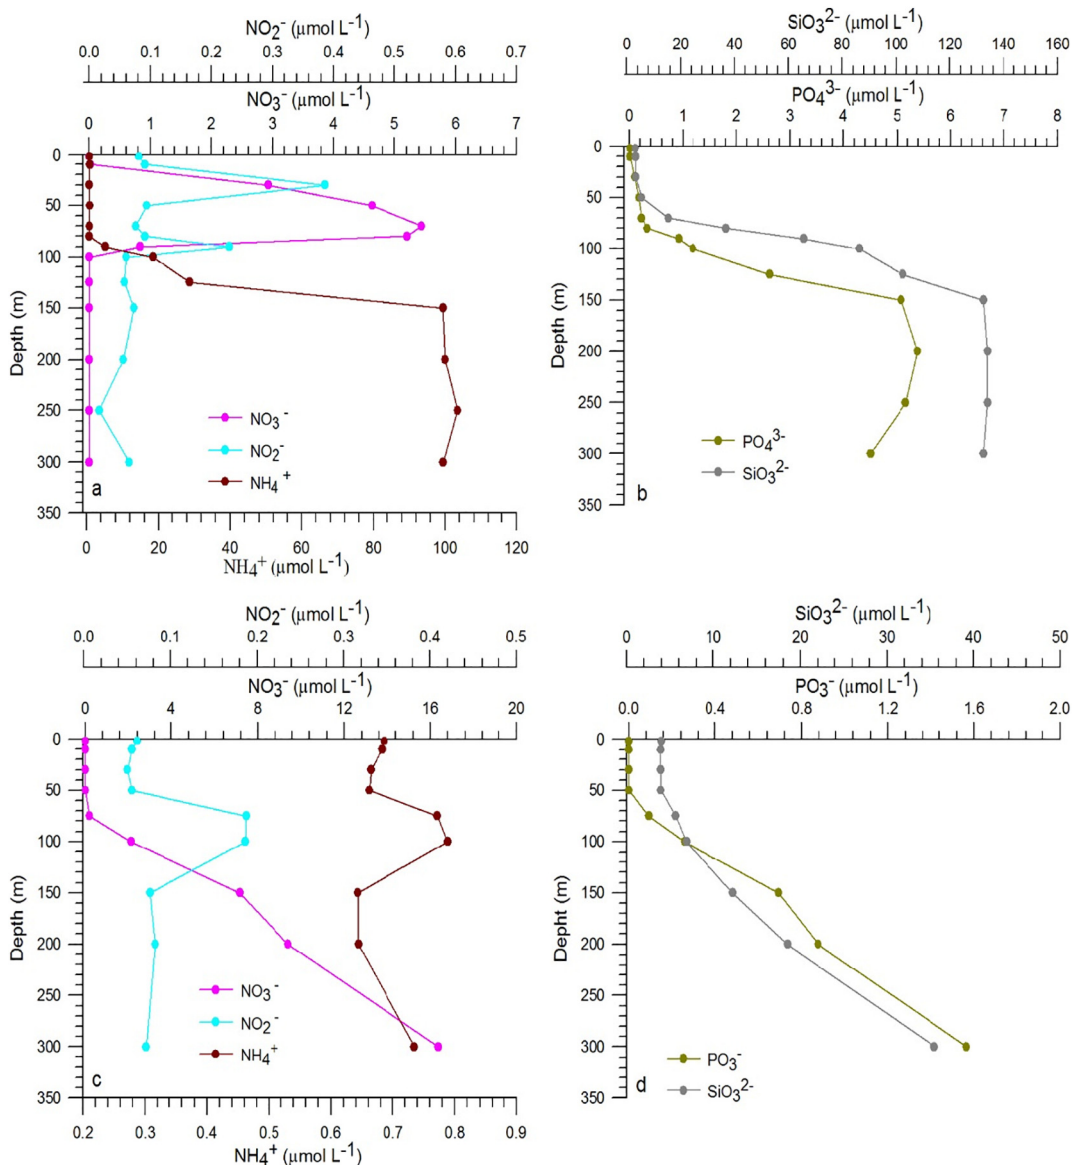 NO2- (μmol L-1)
0.0 0.1 0.2 0.3 0.4 0.5 0.6 0.7
NO3- (μmol L-1)
0 1 2 3 4 5 6 7
0
50
100
150
200
250
300
350
Depth (m)
NO3-
NO2-
NH4+
a
0 20 40 60 80 100 120
NH4+ (μmol L-1)
SiO32- (μmol L-1)
0 20 40 60 80 100 120 140 160
PO43- (μmol L-1)
0 1 2 3 4 5 6 7 8
0
50
100
150
200
250
300
350
Depth (m)
PO43-
SiO32-
b
NO2- (μmol L-1)
0.0 0.1 0.2 0.3 0.4 0.5
NO3- (μmol L-1)
0 4 8 12 16 20
0
50
100
150
200
250
300
350
Depth (m)
NO3-
NO2-
NH4+
c
0.2 0.3 0.4 0.5 0.6 0.7 0.8 0.9
NH4+ (μmol L-1)
SiO32- (μmol L-1)
0 10 20 30 40 50
PO3- (μmol L-1)
0.0 0.4 0.8 1.2 1.6 2.0
0
50
100
150
200
250
300
350
Depht (m)
PO3-
SiO32-
d